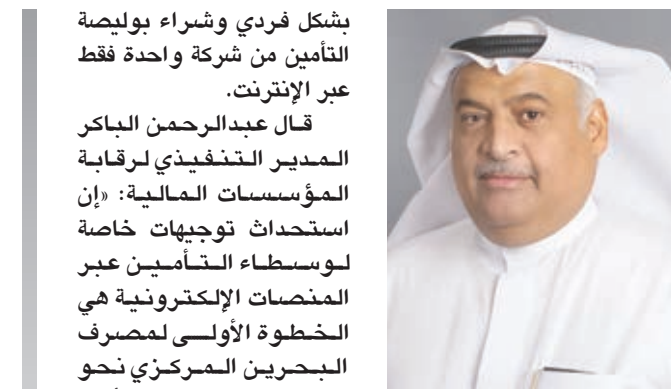 بشكل فردي وشراء بوليصة
التأمين من شركة واحدة فقط
عبر الإنترنت.
قال عبدالرحمن الباكر
المدير التنفيذي لرقابة
المؤسسات المالية: «إن
استحداث توجيهات خاصة
لوسطاء التأمين عبر
المنصات الإلكترونية هي
الخطوة الأولى لمصرف
البحرين المركزي نحو